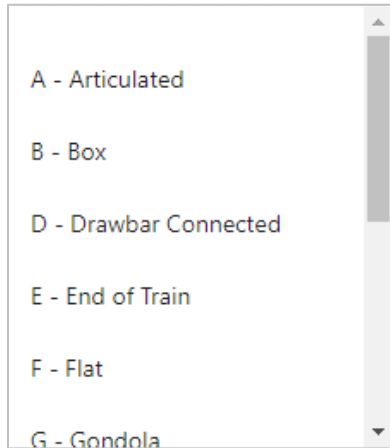 A - Articulated
B - Box
D - Drawbar Connected
E - End of Train
F - Flat
G - Gondola